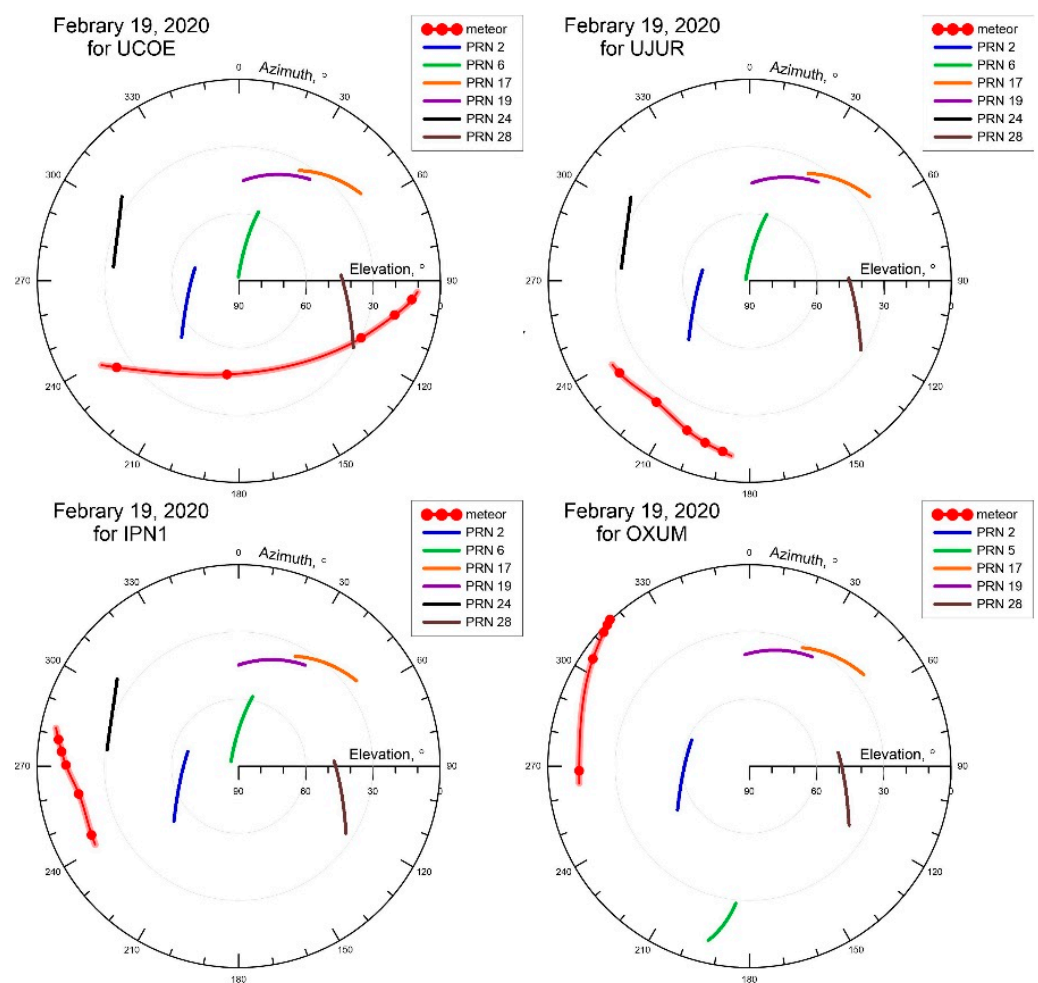 Febrary 19, 2020
for UCOE
meteor
PRN 2
PRN 6
PRN 17
PRN 19
PRN 24
PRN 28
0
Azimuth, °
30
60
90
120
150
180
210
240
270
300
330
Elevation, °
90
60
30
0
Febrary 19, 2020
for UJUR
meteor
PRN 2
PRN 6
PRN 17
PRN 19
PRN 24
PRN 28
0
Azimuth, °
30
60
90
120
150
180
210
240
270
300
330
Elevation, °
90
60
30
0
Febrary 19, 2020
for IPN1
meteor
PRN 2
PRN 6
PRN 17
PRN 19
PRN 24
PRN 28
0
Azimuth, °
30
60
90
120
150
180
210
240
270
300
330
Elevation, °
90
60
30
0
Febrary 19, 2020
for OXUM
meteor
PRN 2
PRN 5
PRN 17
PRN 19
PRN 28
0
Azimuth, °
30
60
90
120
150
180
210
240
270
300
330
Elevation, °
90
60
30
0